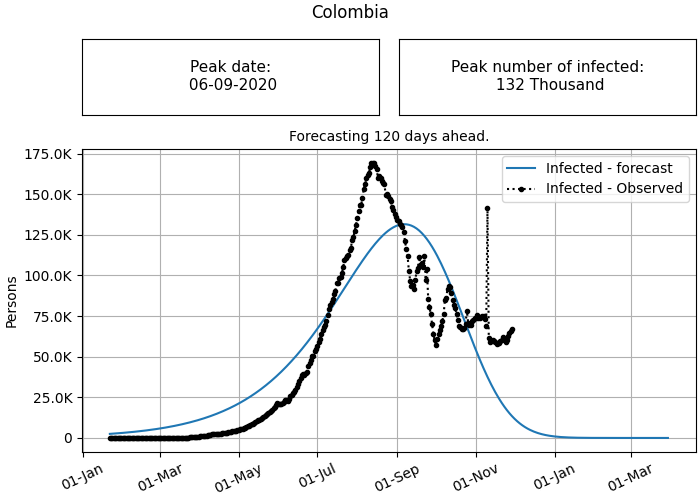 Colombia
Peak date:
06-09-2020
Peak number of infected:
132 Thousand
Forecasting 120 days ahead.
175.0K
150.0K
125.0K
100.0K
75.0K
50.0K
25.0K
0
Persons
Infected - forecast
Infected - Observed
01-Jan
01-Mar
01-May
01-Jul
01-Sep
01-Nov
01-Jan
01-Mar